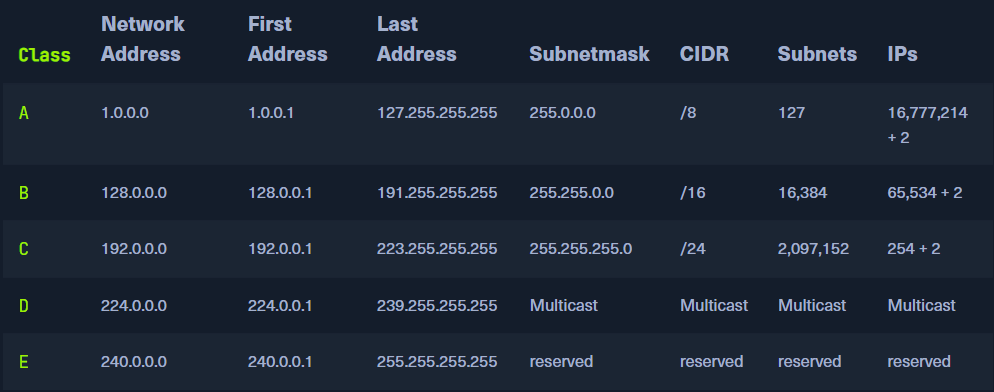 Class Network Address First Address Last Address Subnetmask CIDR Subnets IPs
A 1.0.0.0 1.0.0.1 127.255.255.255 255.0.0.0 /8 127 16,777,214 + 2
B 128.0.0.0 128.0.0.1 191.255.255.255 255.255.0.0 /16 16,384 65,534 + 2
C 192.0.0.0 192.0.0.1 223.255.255.255 255.255.255.0 /24 2,097,152 254 + 2
D 224.0.0.0 224.0.0.1 239.255.255.255 Multicast Multicast Multicast Multicast
E 240.0.0.0 240.0.0.1 255.255.255.255 reserved reserved reserved reserved